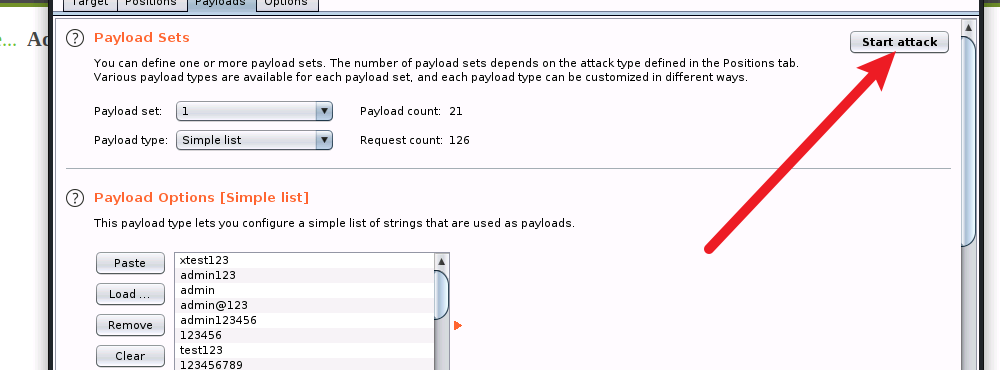 Target Positions Payloads Options
e... Ad
? Payload Sets
Start attack
You can define one or more payload sets. The number of payload sets depends on the attack type defined in the Positions tab.
Various payload types are available for each payload set, and each payload type can be customized in different ways.
Payload set: 1 Payload count: 21
Payload type: Simple list Request count: 126
? Payload Options [Simple list]
This payload type lets you configure a simple list of strings that are used as payloads.
Paste
Load ...
Remove
Clear
xtest123
admin123
admin
admin@123
admin123456
123456
test123
123456789